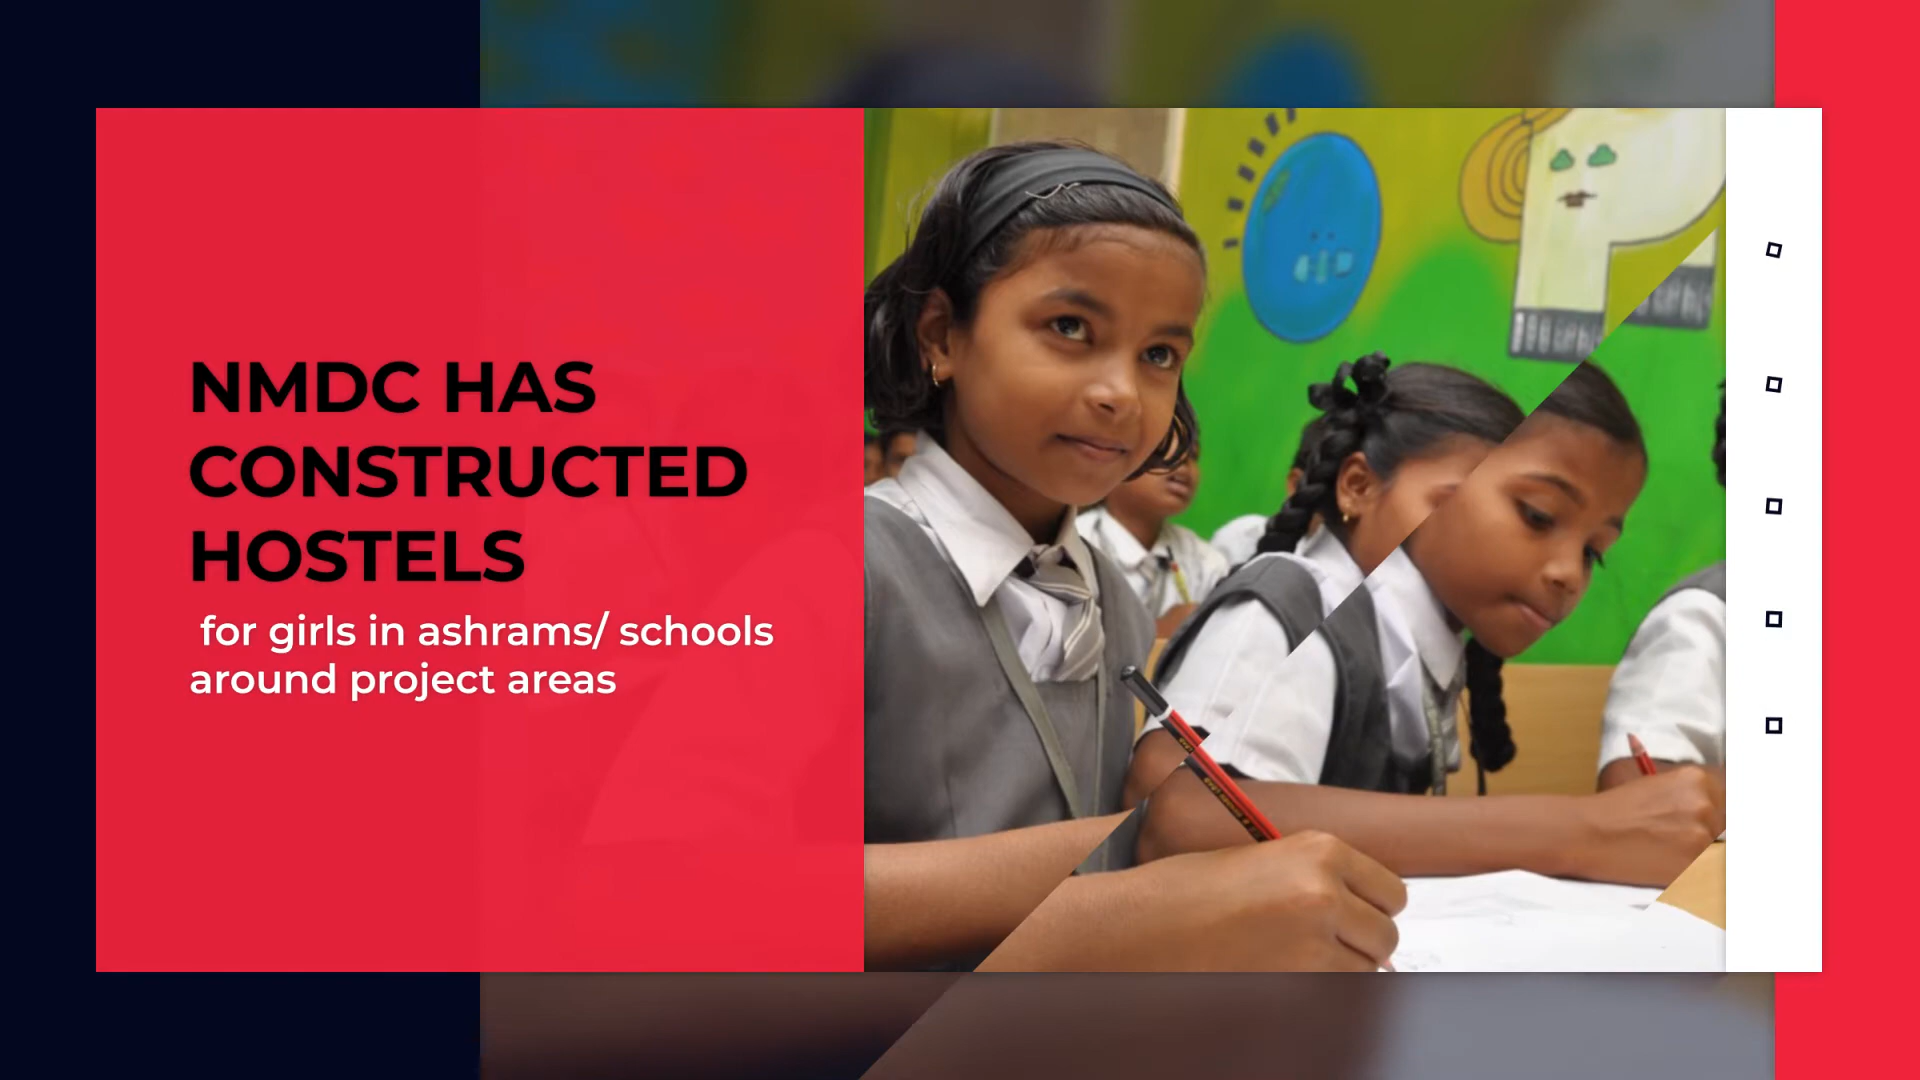 NMDC HAS
CONSTRUCTED
HOSTELS
for girls in ashrams/ schools
around project areas